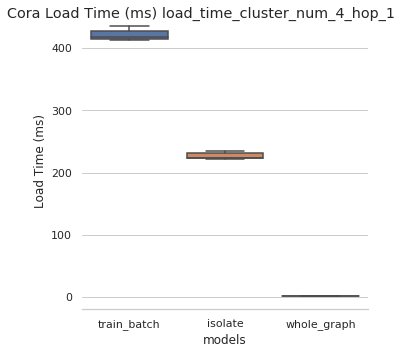 Cora Load Time (ms) load_time_cluster_num_4_hop_1
400
300
200
100
0
Load Time (ms)
train_batch isolate whole_graph
models